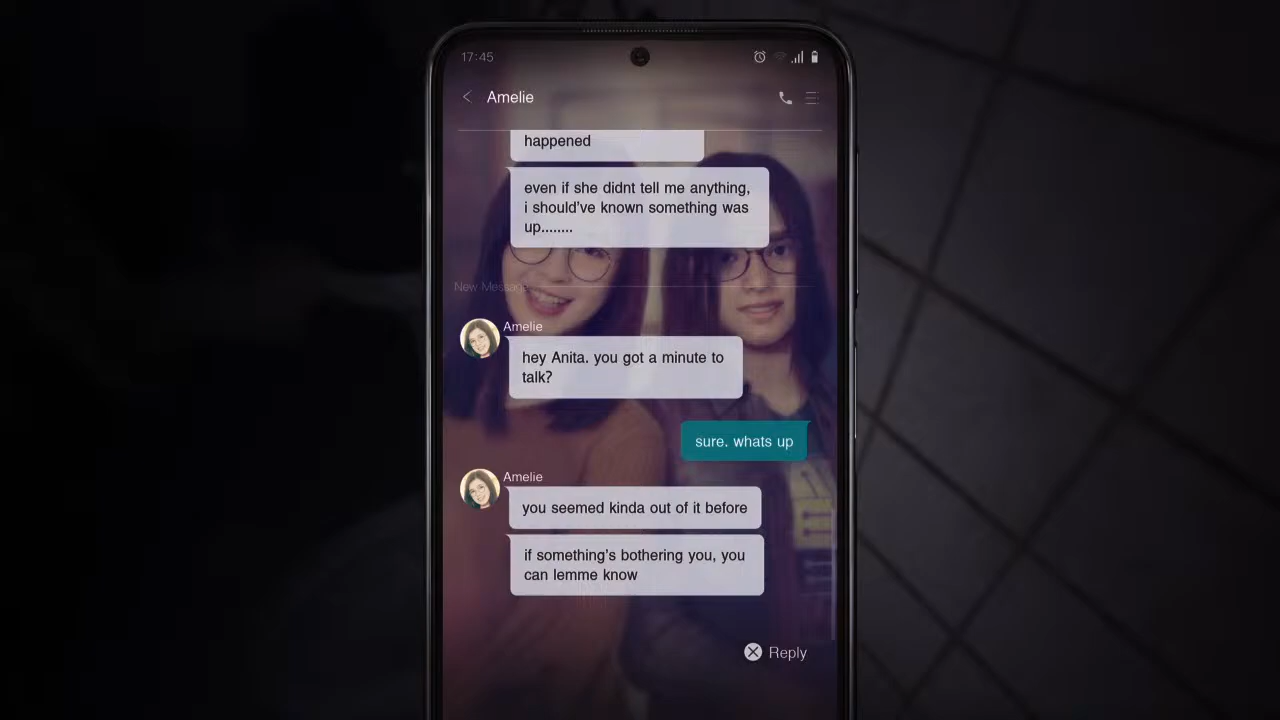 17:45
Amelie
happened
even if she didnt tell me anything,
i should've known something was
up........
New Message
Amelie
hey Anita. you got a minute to
talk?
sure. whats up
Amelie
you seemed kinda out of it before
if something's bothering you, you
can lemme know
Reply